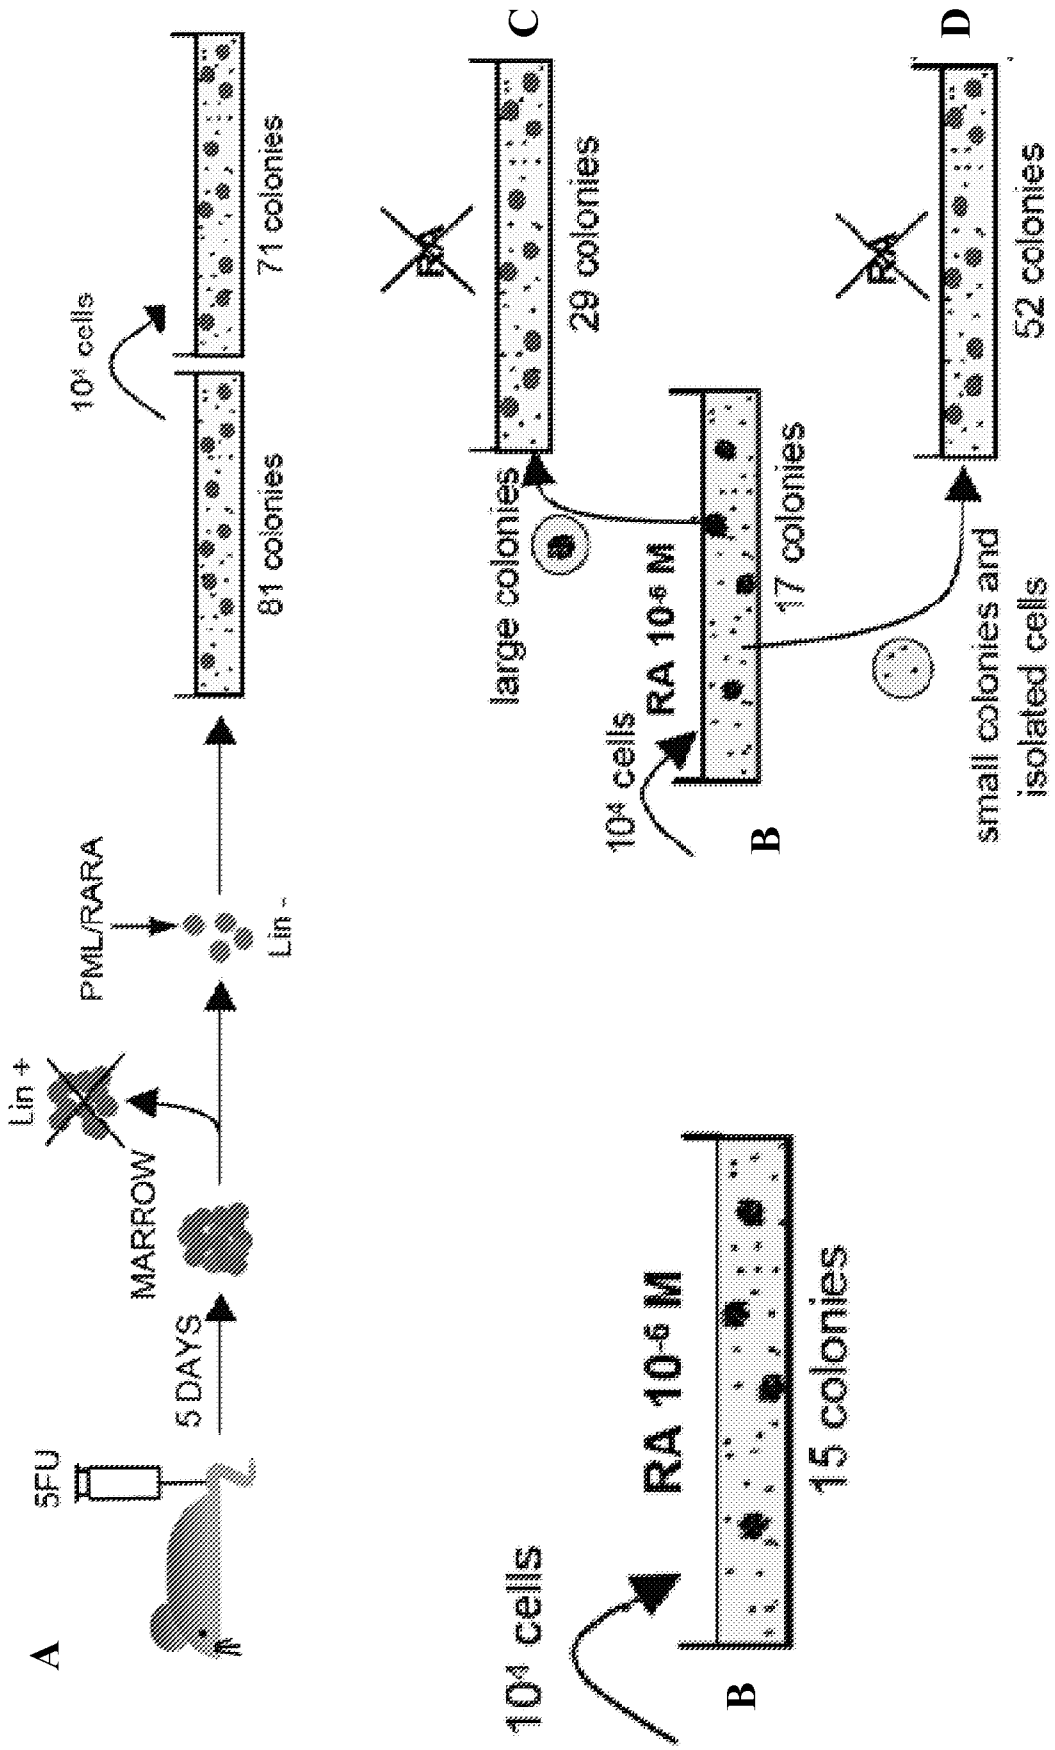 A
5FU
5 DAYS
MARROW
Lin +
PML/RARA
Lin -
81 colonies
10⁴ cells
71 colonies
10⁴ cells
RA 10⁻⁶ M
B
15 colonies
10⁴ cells
RA 10⁻⁶ M
B
17 colonies
large colonies
RA
C
29 colonies
small colonies and
isolated cells
RA
D
52 colonies